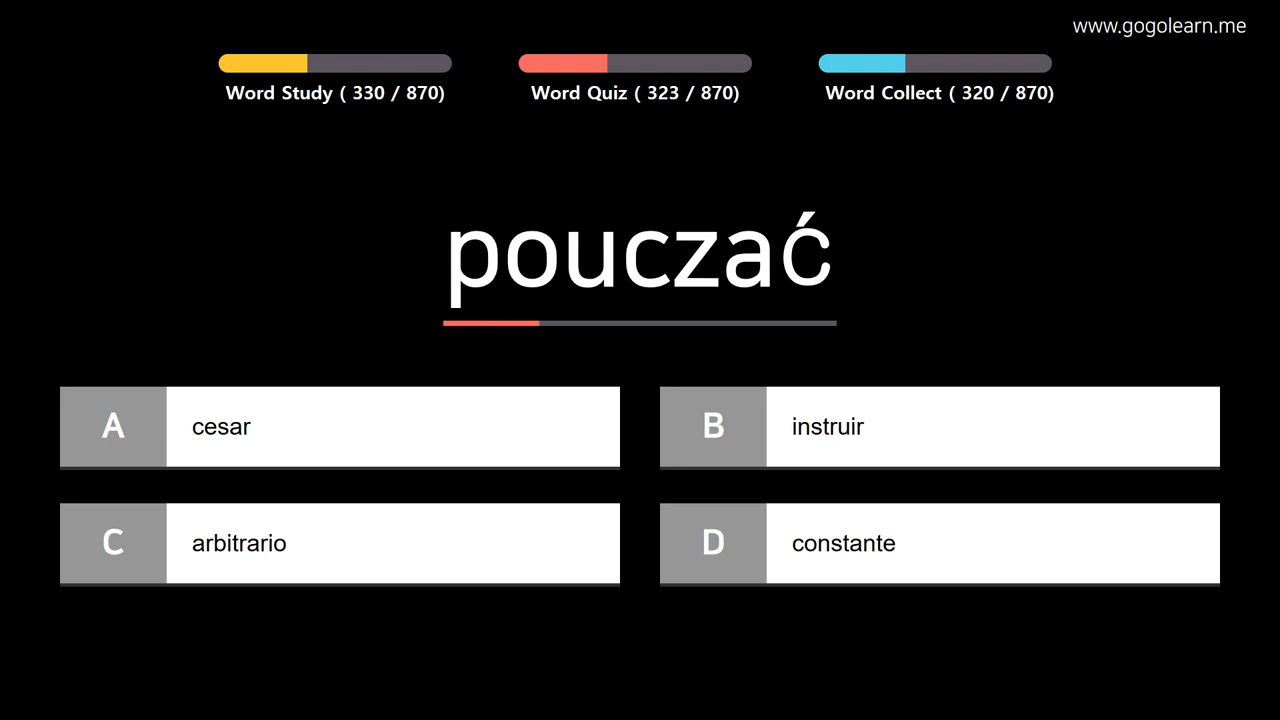 www.gogolearn.me
Word Study ( 330 / 870)
Word Quiz ( 323 / 870)
Word Collect ( 320 / 870)
pouczać
A cesar
B instruir
C arbitrario
D constante